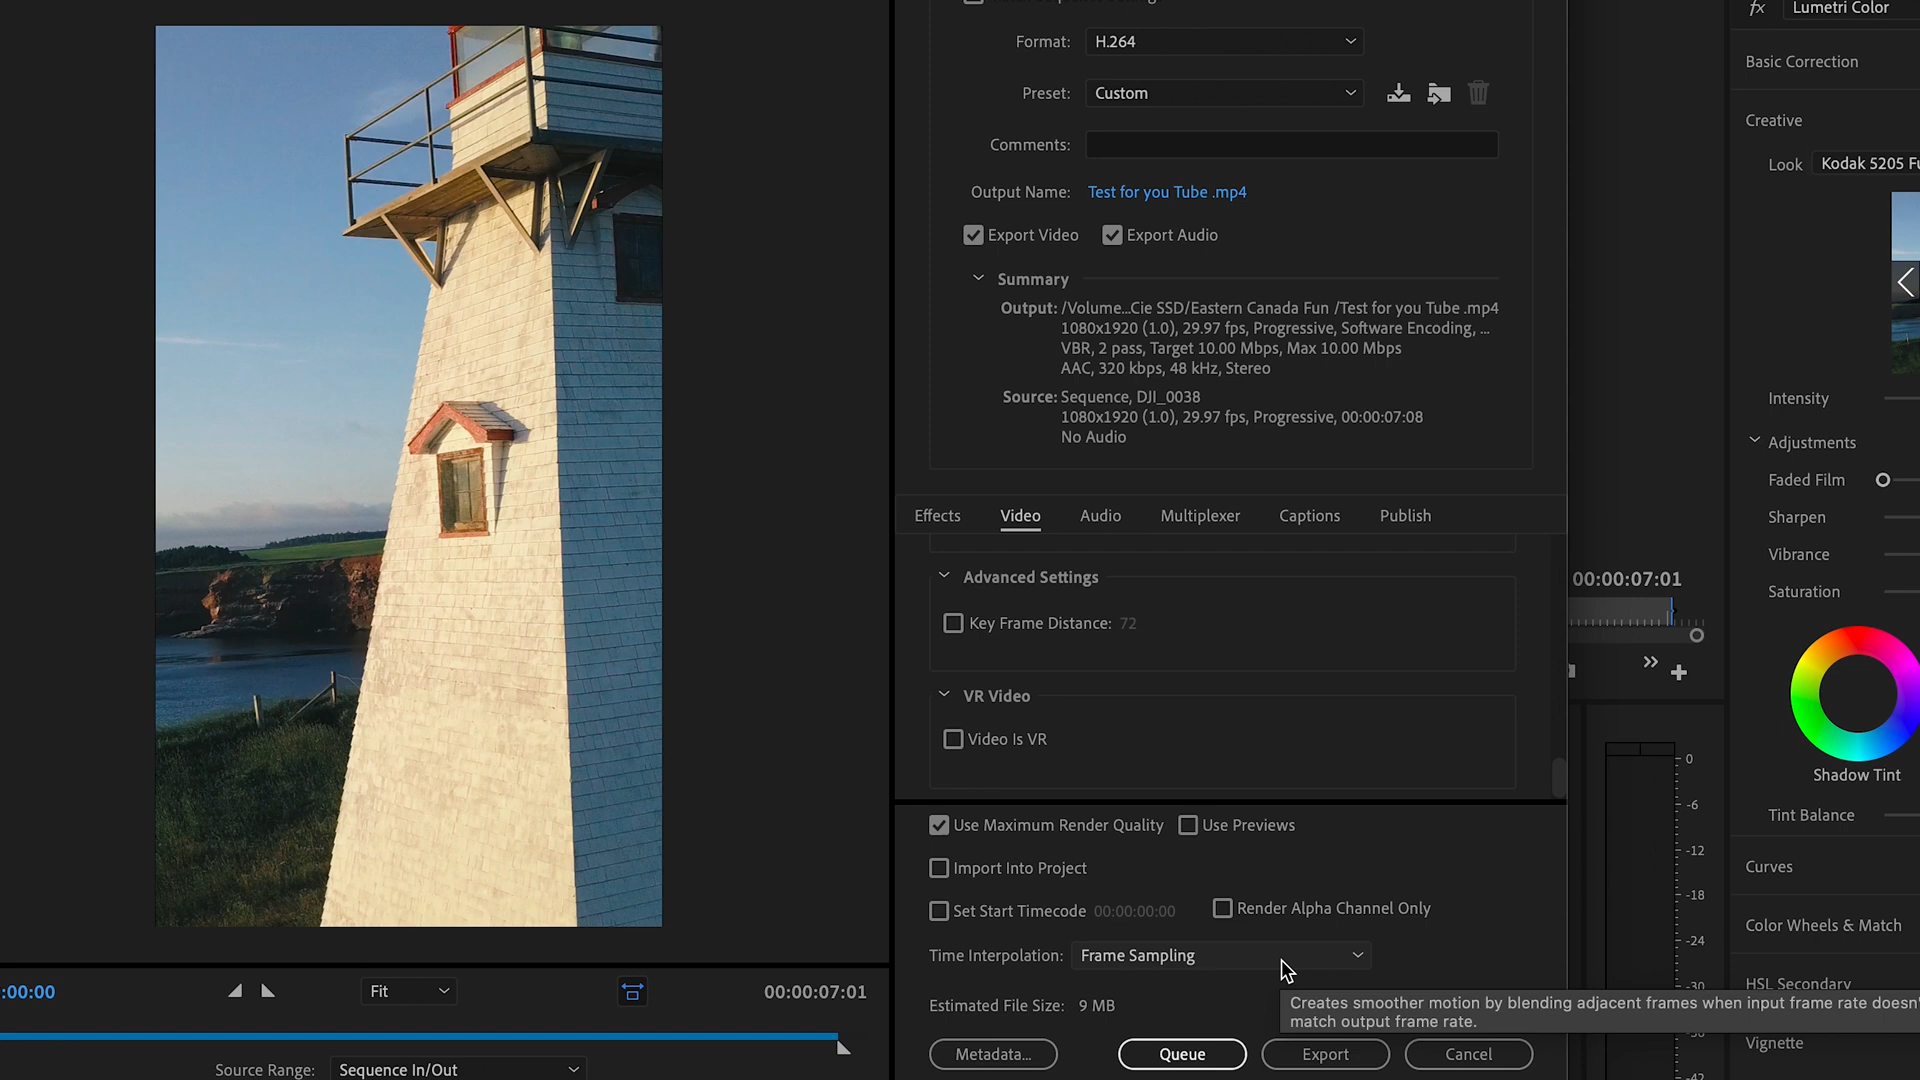 Format: H.264
Preset: Custom
Comments:
Output Name: Test for you Tube .mp4
Export Video Export Audio
Summary
Output: /Volume...Cie SSD/Eastern Canada Fun /Test for you Tube .mp4
1080x1920 (1.0), 29.97 fps, Progressive, Software Encoding, ...
VBR, 2 pass, Target 10.00 Mbps, Max 10.00 Mbps
AAC, 320 kbps, 48 kHz, Stereo
Source: Sequence, DJI_0038
1080x1920 (1.0), 29.97 fps, Progressive, 00:00:07:08
No Audio
Effects Video Audio Multiplexer Captions Publish
Advanced Settings
Key Frame Distance: 72
VR Video
Video Is VR
Use Maximum Render Quality Use Previews
Import Into Project
Set Start Timecode 00:00:00:00 Render Alpha Channel Only
Time Interpolation: Frame Sampling
Estimated File Size: 9 MB
Creates smoother motion by blending adjacent frames when input frame rate doesn'
match output frame rate.
Metadata... Queue Export Cancel
:00:00 Fit 00:00:07:01
Source Range: Sequence In/Out
00:00:07:01
0
-6
-12
-18
-24
-30
-36
-42
fx Lumetri Color
Basic Correction
Creative
Look Kodak 5205 Fu
Intensity
Adjustments
Faded Film
Sharpen
Vibrance
Saturation
Shadow Tint
Tint Balance
Curves
Color Wheels & Match
HSL Secondary
Vignette